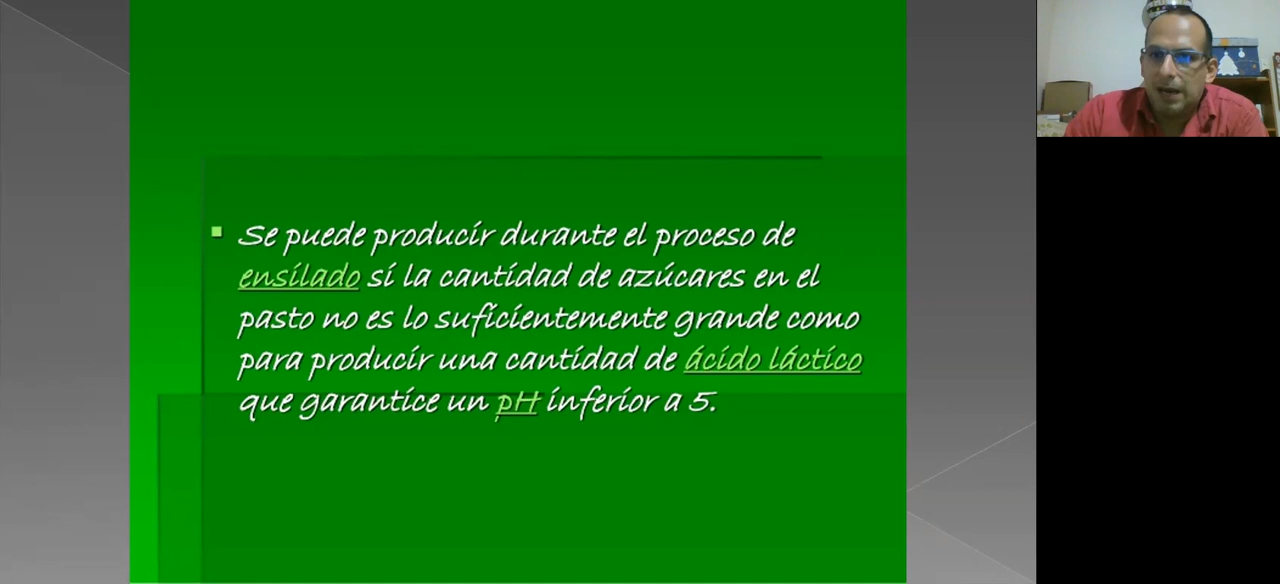 Se puede producir durante el proceso de
ensilado si la cantidad de azúcares en el
pasto no es lo suficientemente grande como
para producir una cantidad de ácido láctico
que garantice un pH inferior a 5.